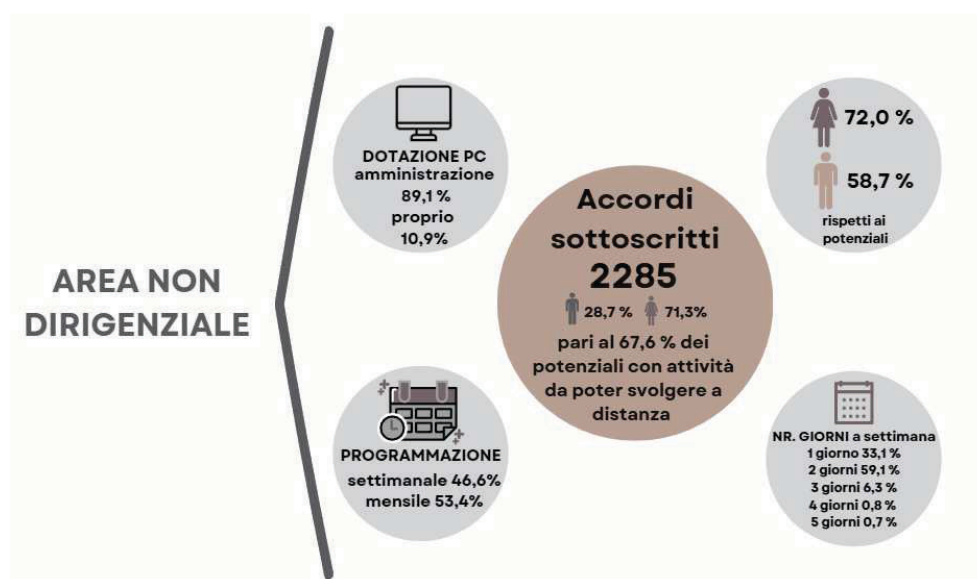 AREA NON
DIRIGENZIALE
DOTAZIONE PC
amministrazione
89,1 %
proprio
10,9%
PROGRAMMAZIONE
settimanale 46,6%
mensile 53,4%
Accordi
sottoscritti
2285
28,7 % 71,3%
pari al 67,6 % dei
potenziali con attività
da poter svolgere a
distanza
72,0 %
58,7 %
rispetti ai
potenziali
NR. GIORNI a settimana
1 giorno 33,1 %
2 giorni 59,1 %
3 giorni 6,3 %
4 giorni 0,8 %
5 giorni 0,7 %